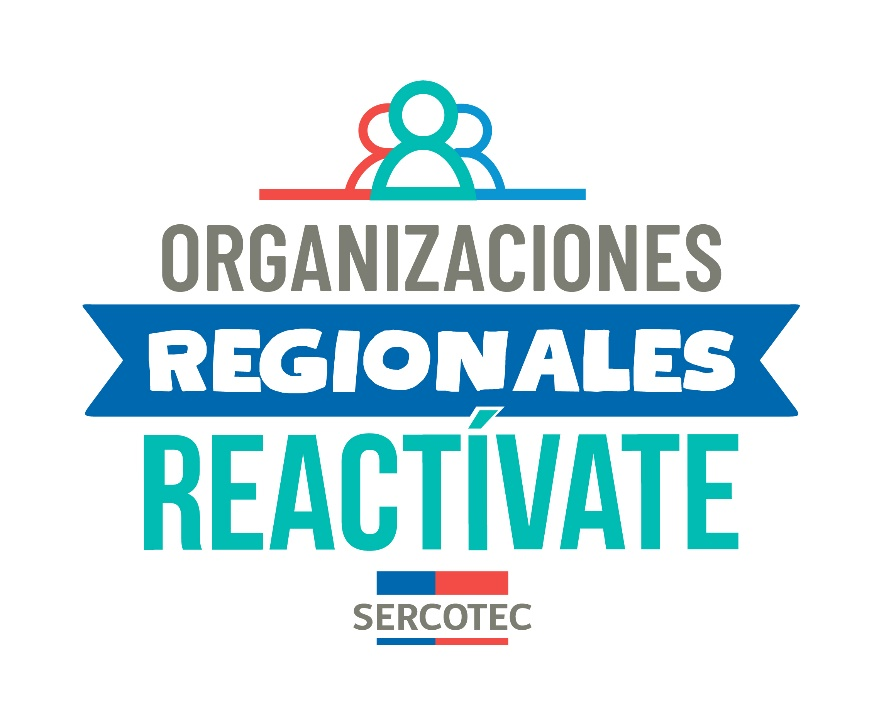 ORGANIZACIONES
REGIONALES
REACTÍVATE
SERCOTEC